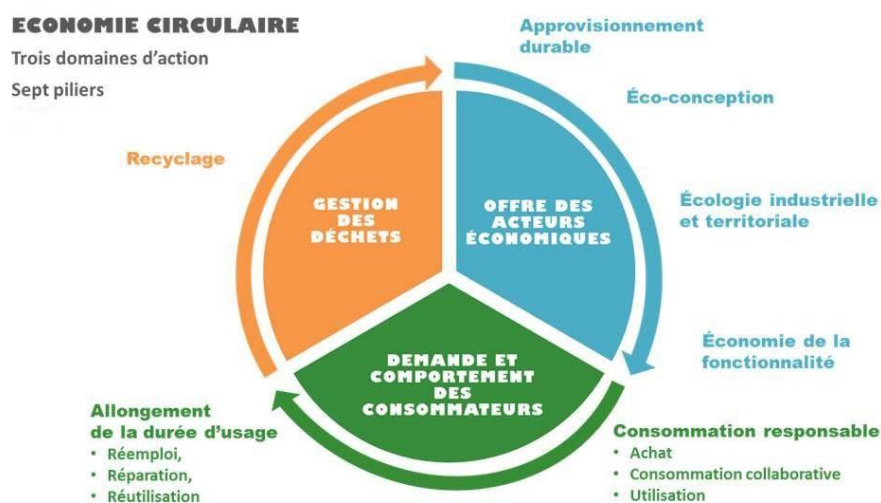 ECONOMIE CIRCULAIRE
Trois domaines d'action
Sept piliers
Approvisionnement
durable
Éco-conception
Écologie industrielle
et territoriale
Économie de la
fonctionnalité
Recyclage
GESTION
DES
DÉCHETS
OFFRE DES
ACTEURS
ÉCONOMIQUES
DEMANDE ET
COMPORTEMENT
DES
CONSOMMATEURS
Consommation responsable
• Achat
• Consommation collaborative
• Utilisation
Allongement
de la durée d'usage
• Réemploi,
• Réparation,
• Réutilisation